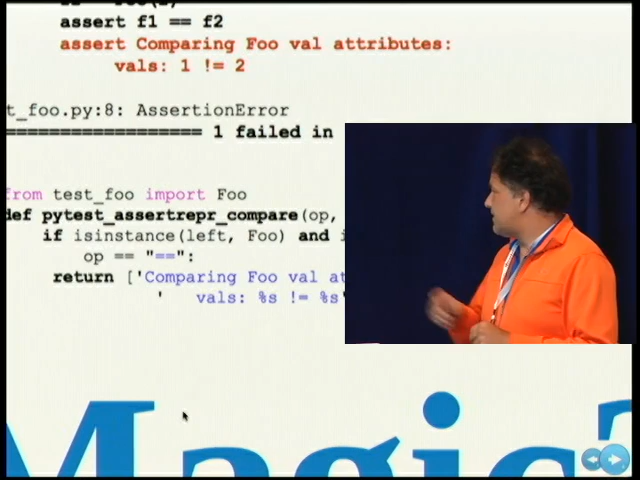 assert f1 == f2
assert Comparing Foo val attributes:
vals: 1 != 2
t_foo.py:8: AssertionError
================== 1 failed in
from test_foo import Foo
def pytest_assertrepr_compare(op,
if isinstance(left, Foo) and i
op == "==":
return ['Comparing Foo val at
' vals: %s != %s'
Magic?